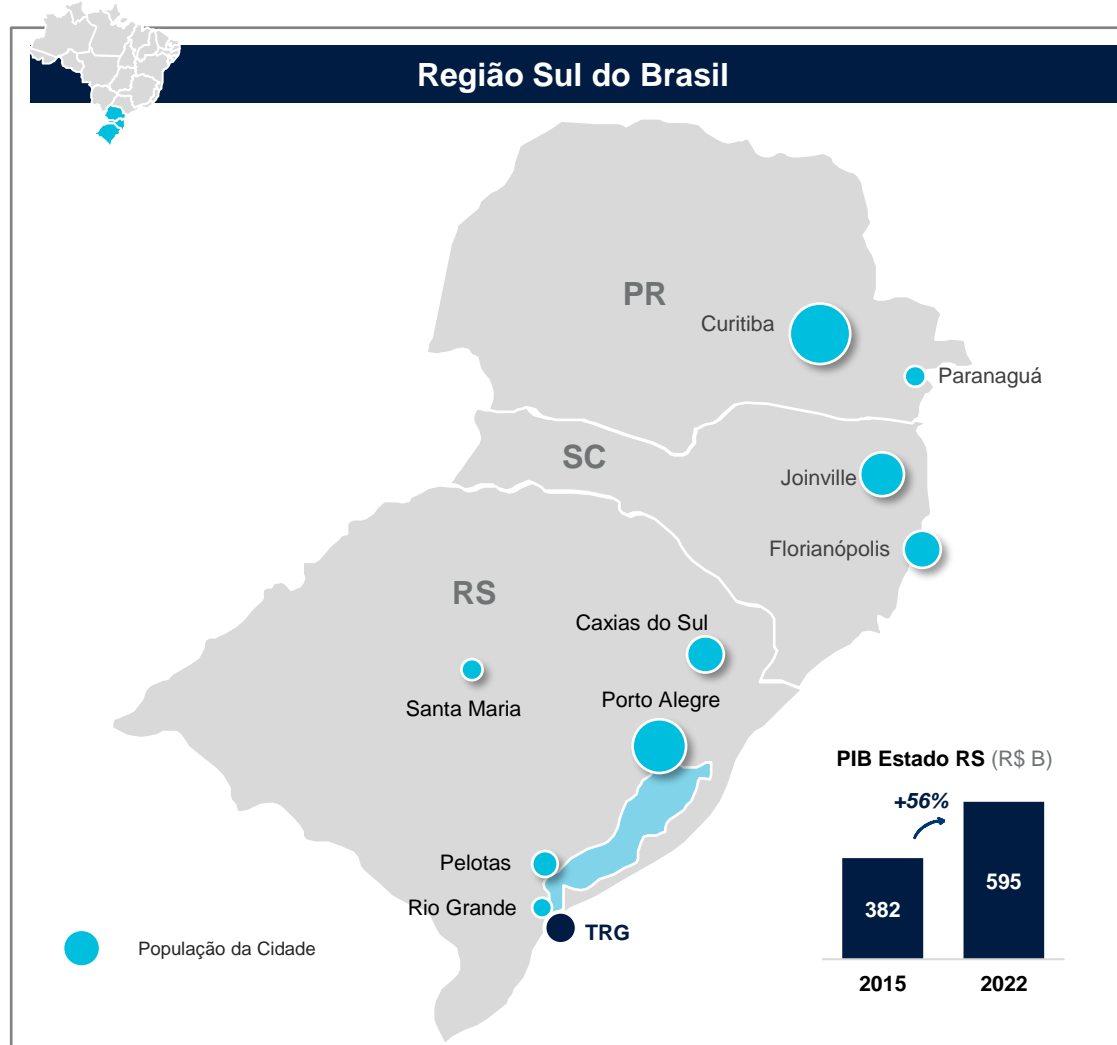 Região Sul do Brasil
PR
Curitiba
Paranaguá
SC
Joinville
Florianópolis
RS
Caxias do Sul
Santa Maria
Porto Alegre
PIB Estado RS (R$ B)
+56%
382
595
2015
2022
Pelotas
Rio Grande
TRG
População da Cidade